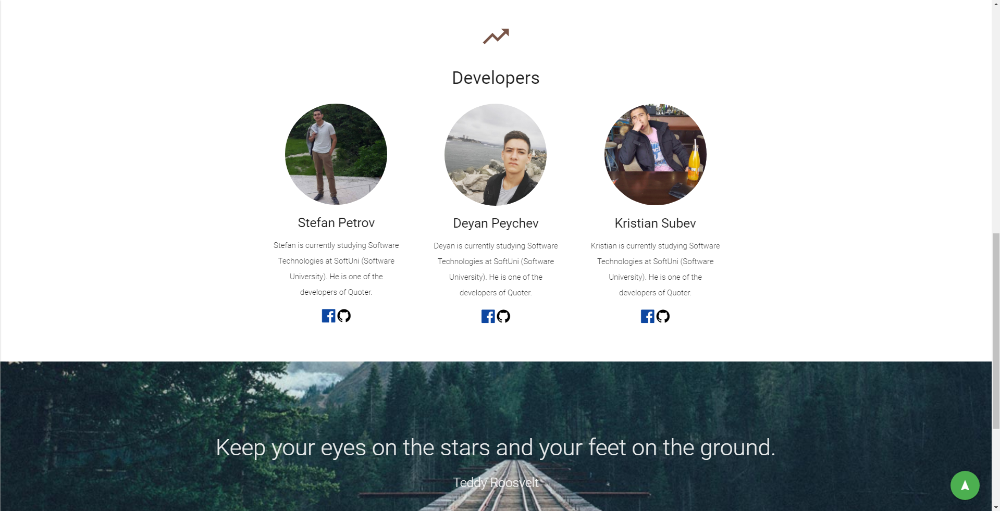 Developers
Stefan Petrov
Stefan is currently studying Software
Technologies at SoftUni (Software
University). He is one of the
developers of Quoter.
Deyan Peychev
Deyan is currently studying Software
Technologies at SoftUni (Software
University). He is one of the
developers of Quoter.
Kristian Subev
Kristian is currently studying Software
Technologies at SoftUni (Software
University). He is one of the
developers of Quoter.
Keep your eyes on the stars and your feet on the ground.
Teddy Roosvelt